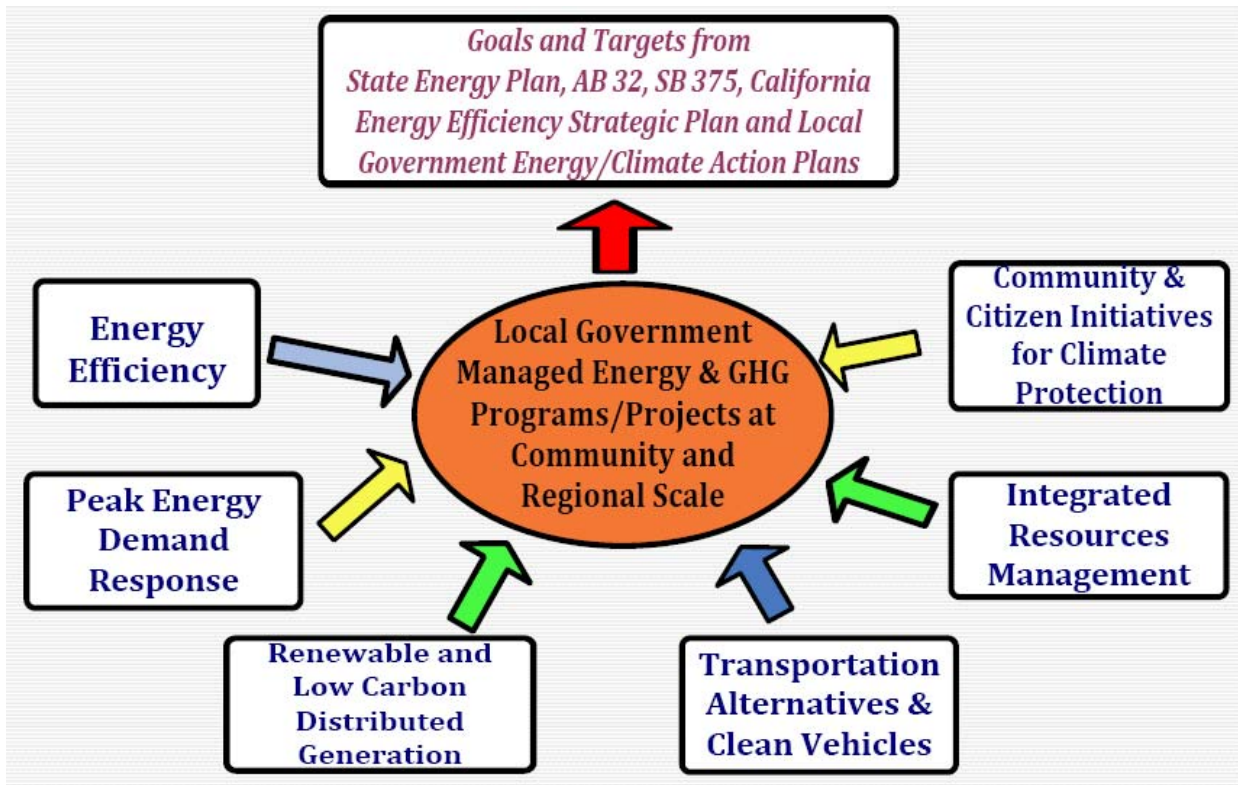 Goals and Targets from
State Energy Plan, AB 32, SB 375, California
Energy Efficiency Strategic Plan and Local
Government Energy/Climate Action Plans
Energy
Efficiency
Local Government
Managed Energy & GHG
Programs/Projects at
Community and
Regional Scale
Community &
Citizen Initiatives
for Climate
Protection
Peak Energy
Demand
Response
Integrated
Resources
Management
Renewable and
Low Carbon
Distributed
Generation
Transportation
Alternatives &
Clean Vehicles